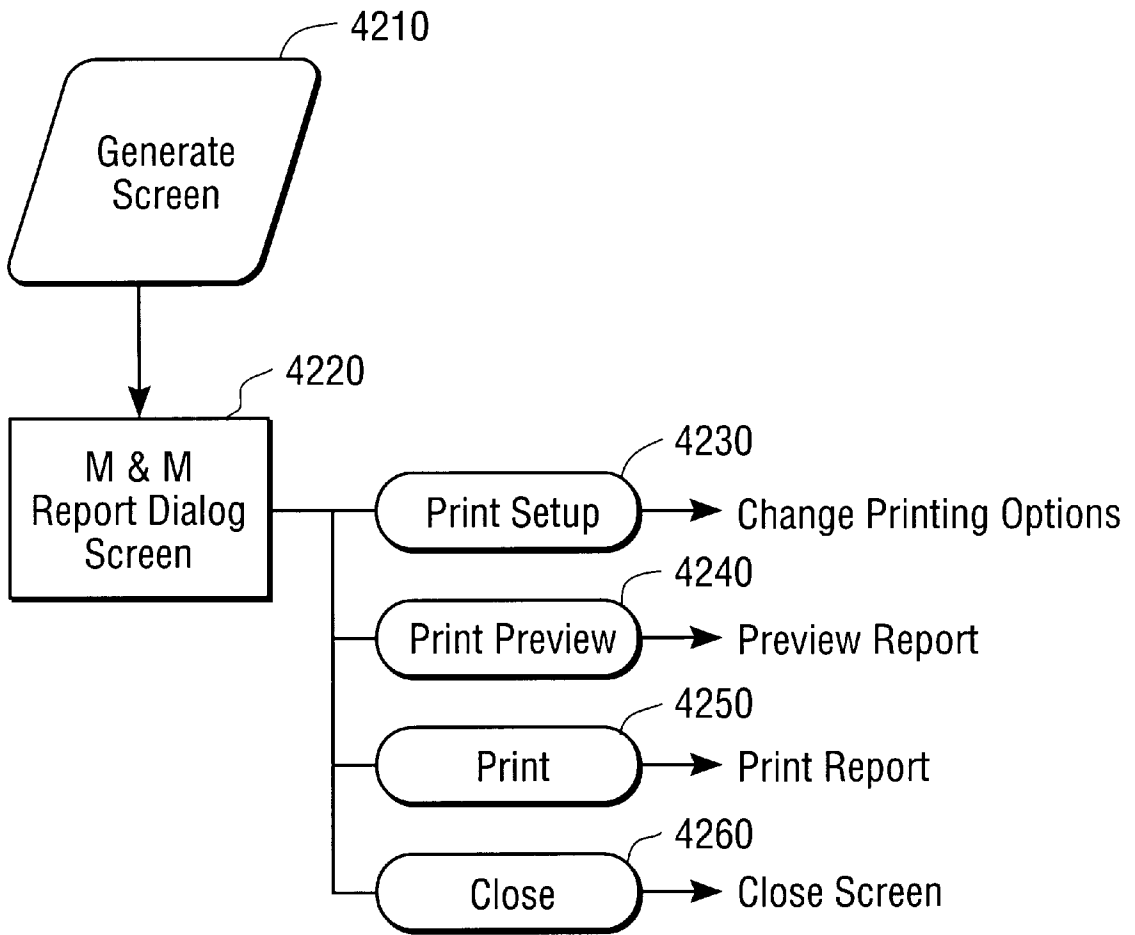 4210
Generate
Screen
4220
M & M
Report Dialog
Screen
4230
Print Setup
Change Printing Options
4240
Print Preview
Preview Report
4250
Print
Print Report
4260
Close
Close Screen